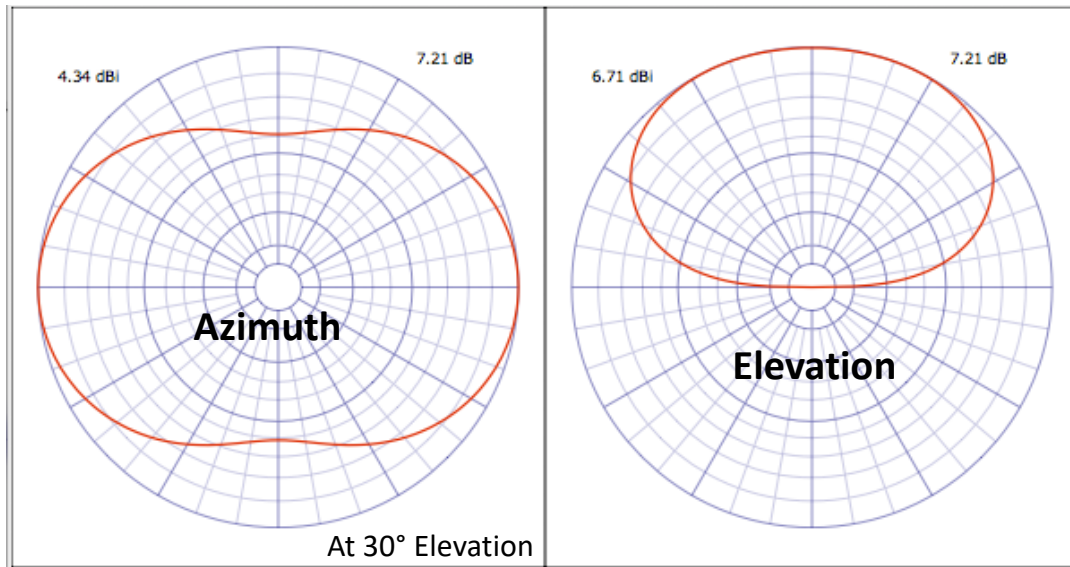 4.34 dBi
7.21 dB
Azimuth
At 30° Elevation
6.71 dBi
7.21 dB
Elevation